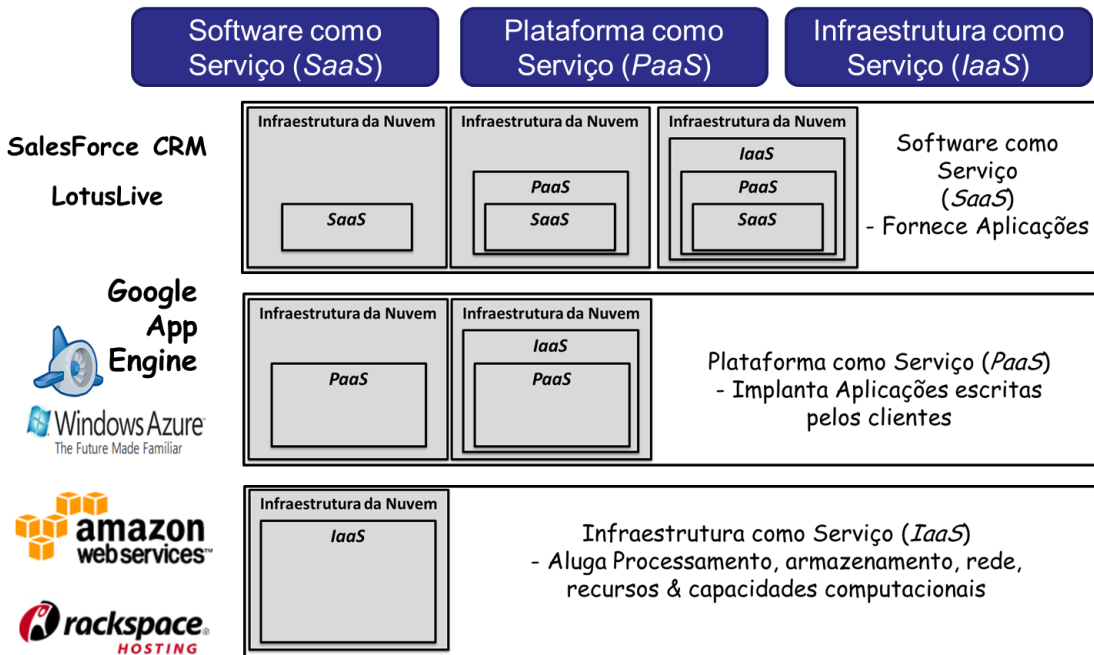 Software como
Serviço (SaaS)
Plataforma como
Serviço (PaaS)
Infraestrutura como
Serviço (IaaS)
SalesForce CRM
LotusLive
Infraestrutura da Nuvem
SaaS
Infraestrutura da Nuvem
PaaS
SaaS
Infraestrutura da Nuvem
IaaS
PaaS
SaaS
Software como
Serviço
(SaaS)
- Fornece Aplicações
Google
App
Engine
Windows Azure™
The Future Made Familiar
Infraestrutura da Nuvem
PaaS
Infraestrutura da Nuvem
IaaS
PaaS
Plataforma como Serviço (PaaS)
- Implanta Aplicações escritas
pelos clientes
amazon
web services™
rackspace®
HOSTING
Infraestrutura da Nuvem
IaaS
Infraestrutura como Serviço (IaaS)
- Aluga Processamento, armazenamento, rede,
recursos & capacidades computacionais